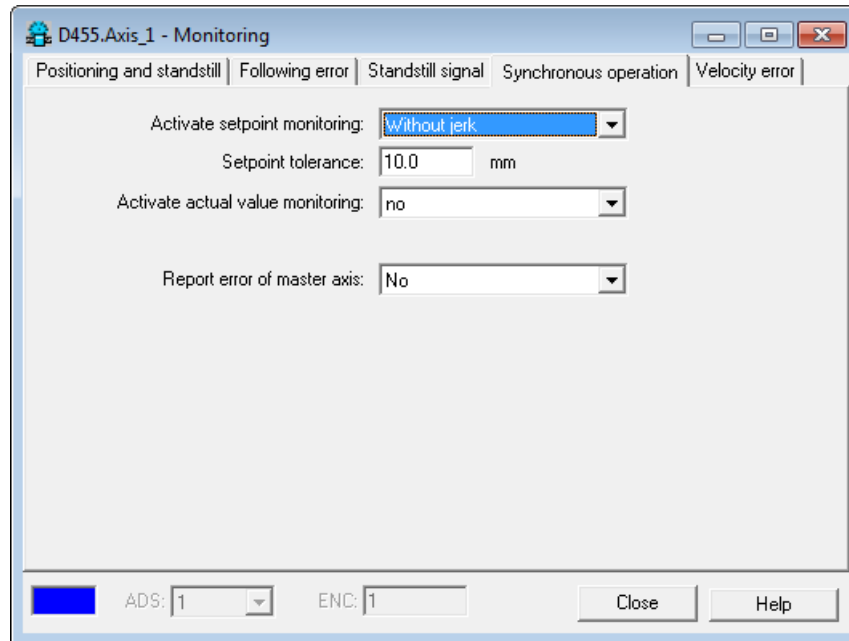 D455.Axis_1 - Monitoring
Positioning and standstill Following error Standstill signal Synchronous operation Velocity error
Activate setpoint monitoring: Without jerk
Setpoint tolerance: 10.0 mm
Activate actual value monitoring: no
Report error of master axis: No
ADS: 1 ENC: 1 Close Help